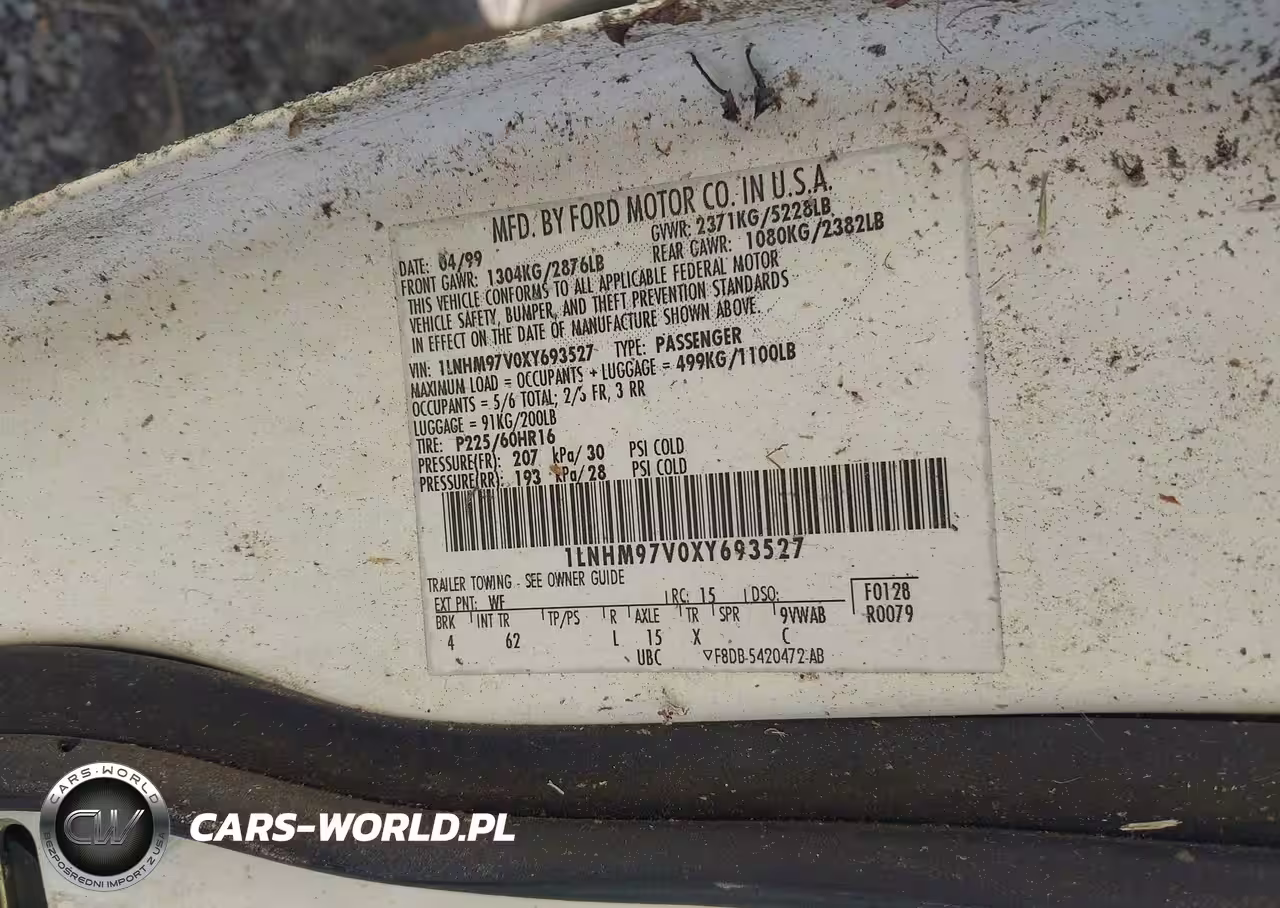 MFD. BY FORD MOTOR CO. IN U.S.A.
DATE: 04/99 GVWR: 2371KG/5228LB
FRONT GAWR: 1304KG/2876LB REAR GAWR: 1080KG/2382LB
THIS VEHICLE CONFORMS TO ALL APPLICABLE FEDERAL MOTOR
VEHICLE SAFETY, BUMPER, AND THEFT PREVENTION STANDARDS
IN EFFECT ON THE DATE OF MANUFACTURE SHOWN ABOVE.
VIN: 1LNHM97V0XY693527 TYPE: PASSENGER
MAXIMUM LOAD = OCCUPANTS + LUGGAGE = 499KG/1100LB
OCCUPANTS = 5/6 TOTAL; 2/3 FR, 3 RR
LUGGAGE = 91KG/200LB
TIRE: P225/60HR16
PRESSURE(FR): 207 kPa/ 30 PSI COLD
PRESSURE(RR): 193 kPa/ 28 PSI COLD
1LNHM97V0XY693527
TRAILER TOWING - SEE OWNER GUIDE
EXT PNT: WF RC: 15 DSO: F0128
BRK INT TR TP/PS R AXLE TR SPR 9VWAB R0079
4 62 L 15 X C
UBC ▽F8DB-5420472-AB
CARS-WORLD
CW
BEZPOŚREDNI IMPORT Z USA
CARS-WORLD.PL